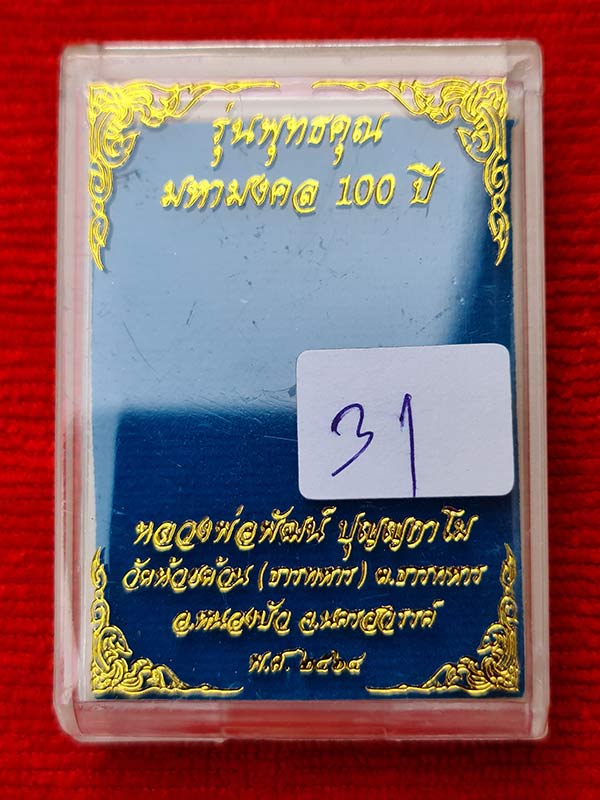 รุ่นพุทธคุณ
มหามงคล 100 ปี
31
หลวงพ่อพัฒน์ ปุญญกาโม
วัดห้วยด้วน (ธารทหาร) ต.ธารทหาร
อ.หนองบัว จ.นครสวรรค์
พ.ศ. ๒๕๖๔